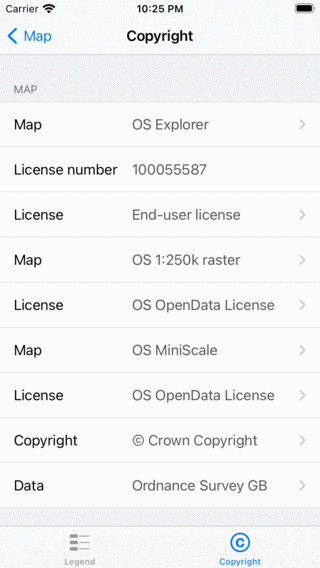 Carrier 10:25 PM
Map Copyright
MAP
Map OS Explorer
License number 100055587
License End-user license
Map OS 1:250k raster
License OS OpenData License
Map OS MiniScale
License OS OpenData License
Copyright © Crown Copyright
Data Ordnance Survey GB
Legend Copyright